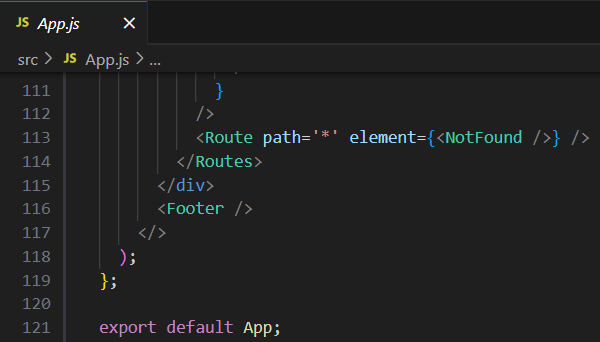 JS App.js ×
src > JS App.js > ...
111 }
112 />
113 <Route path='*' element={<NotFound />} />
114 </Routes>
115 </div>
116 <Footer />
117 </>
118 );
119 };
120
121 export default App;